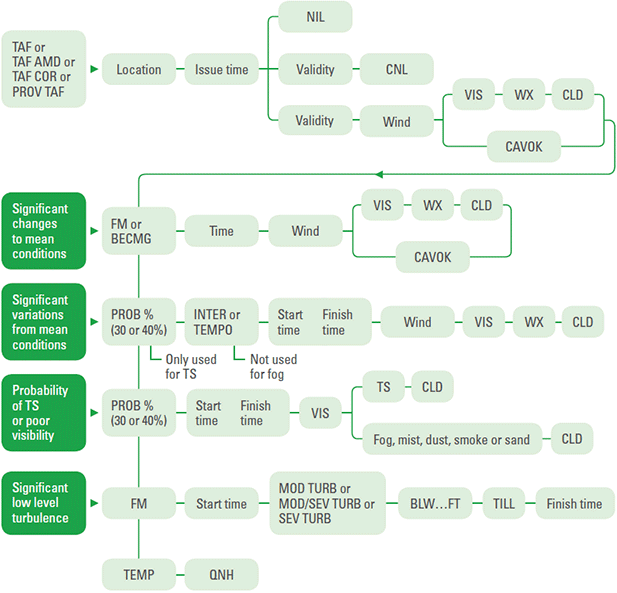 NIL
TAF or
TAF AMD or
TAF COR or
PROV TAF
Location
Issue time
Validity
CNL
Validity
Wind
VIS
WX
CLD
CAVOK
Significant
changes
to mean
conditions
FM or
BECMG
Time
Wind
VIS
WX
CLD
CAVOK
Significant
variations
from mean
conditions
PROB %
(30 or 40%)
INTER or
TEMPO
Start
time
Finish
time
Wind
VIS
WX
CLD
Only used
for TS
Not used
for fog
Probability
of TS
or poor
visibility
PROB %
(30 or 40%)
Start
time
Finish
time
VIS
TS
CLD
Fog, mist, dust, smoke or sand
CLD
Significant
low level
turbulence
FM
Start time
MOD TURB or
MOD/SEV TURB or
SEV TURB
BLW...FT
TILL
Finish time
TEMP
QNH